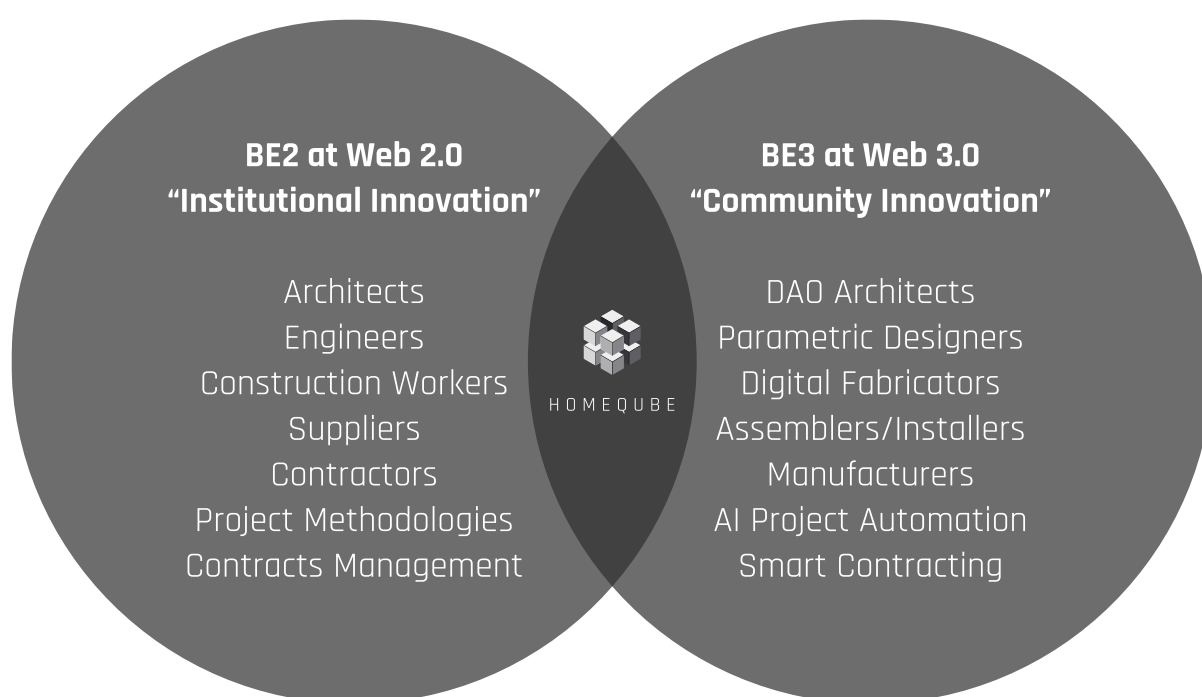 BE2 at Web 2.0
“Institutional Innovation”
Architects
Engineers
Construction Workers
Suppliers
Contractors
Project Methodologies
Contracts Management
HOMEQUBE
BE3 at Web 3.0
“Community Innovation”
DAO Architects
Parametric Designers
Digital Fabricators
Assemblers/Installers
Manufacturers
AI Project Automation
Smart Contracting